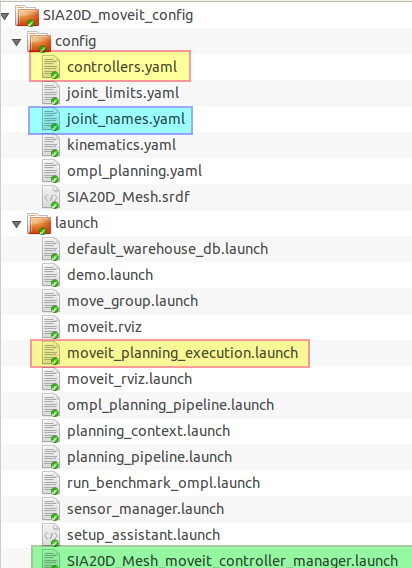 SIA20D_moveit_config
config
controllers.yaml
joint_limits.yaml
joint_names.yaml
kinematics.yaml
ompl_planning.yaml
SIA20D_Mesh.srdf
launch
default_warehouse_db.launch
demo.launch
move_group.launch
moveit.rviz
moveit_planning_execution.launch
moveit_rviz.launch
ompl_planning_pipeline.launch
planning_context.launch
planning_pipeline.launch
run_benchmark_ompl.launch
sensor_manager.launch
setup_assistant.launch
SIA20D_Mesh_moveit_controller_manager.launch